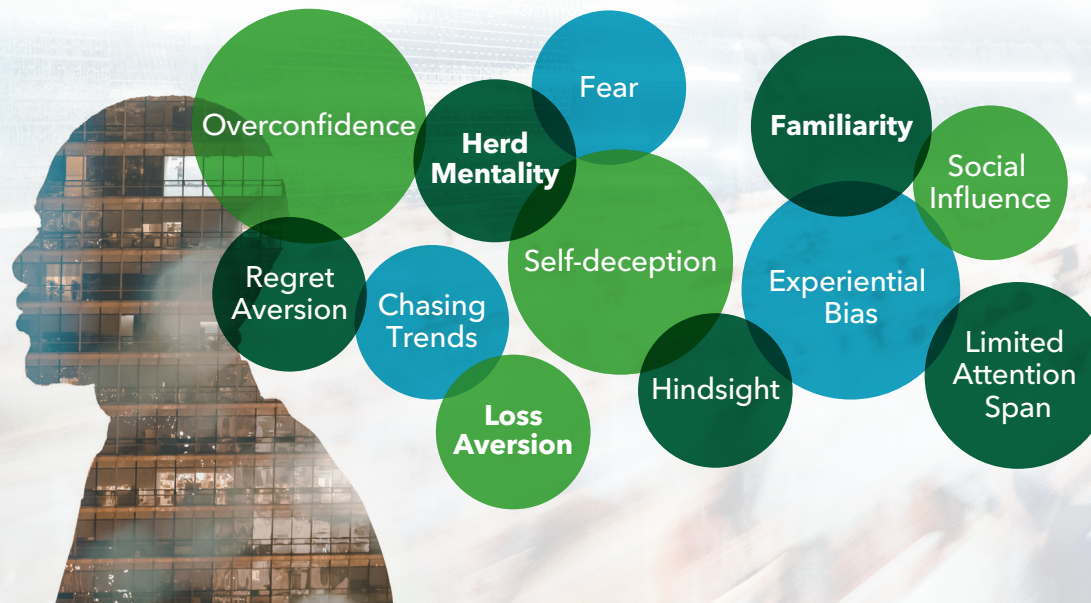 Overconfidence
Herd
Mentality
Fear
Familiarity
Social
Influence
Regret
Aversion
Chasing
Trends
Self-deception
Experiential
Bias
Loss
Aversion
Hindsight
Limited
Attention
Span